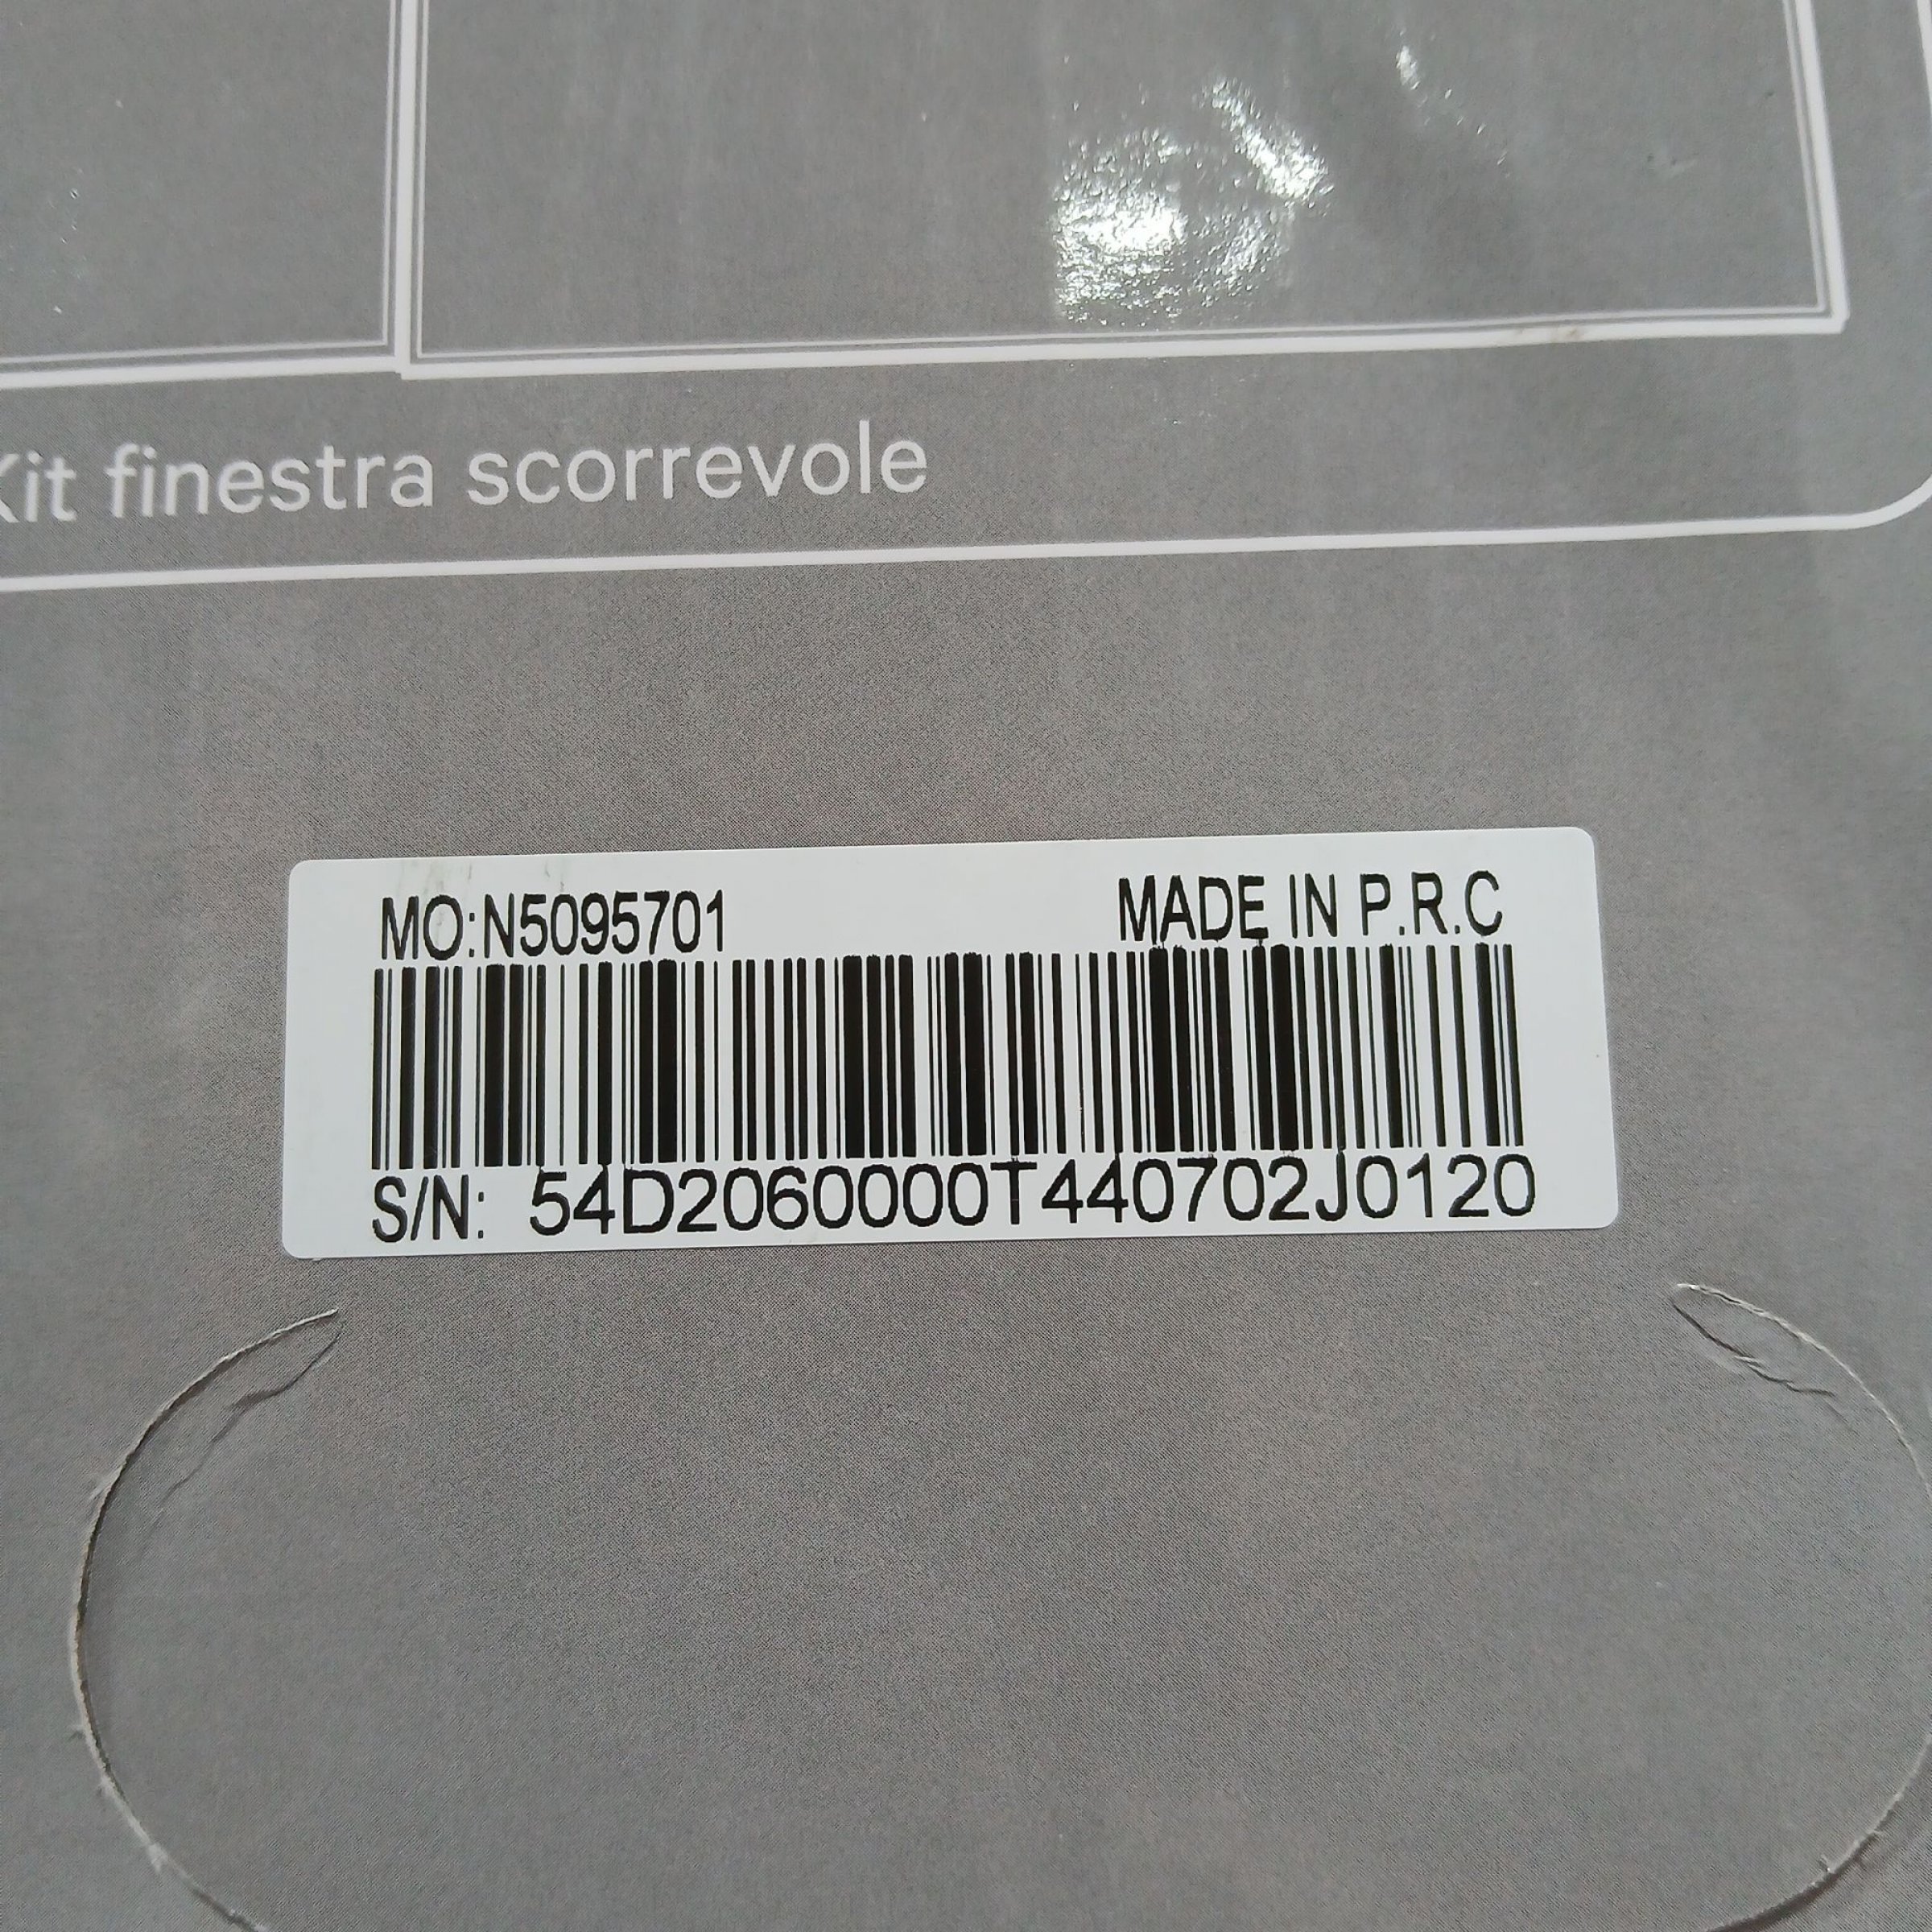 Kit finestra scorrevole
MO:N5095701 MADE IN P.R.C
S/N: 54D2060000T440702J0120